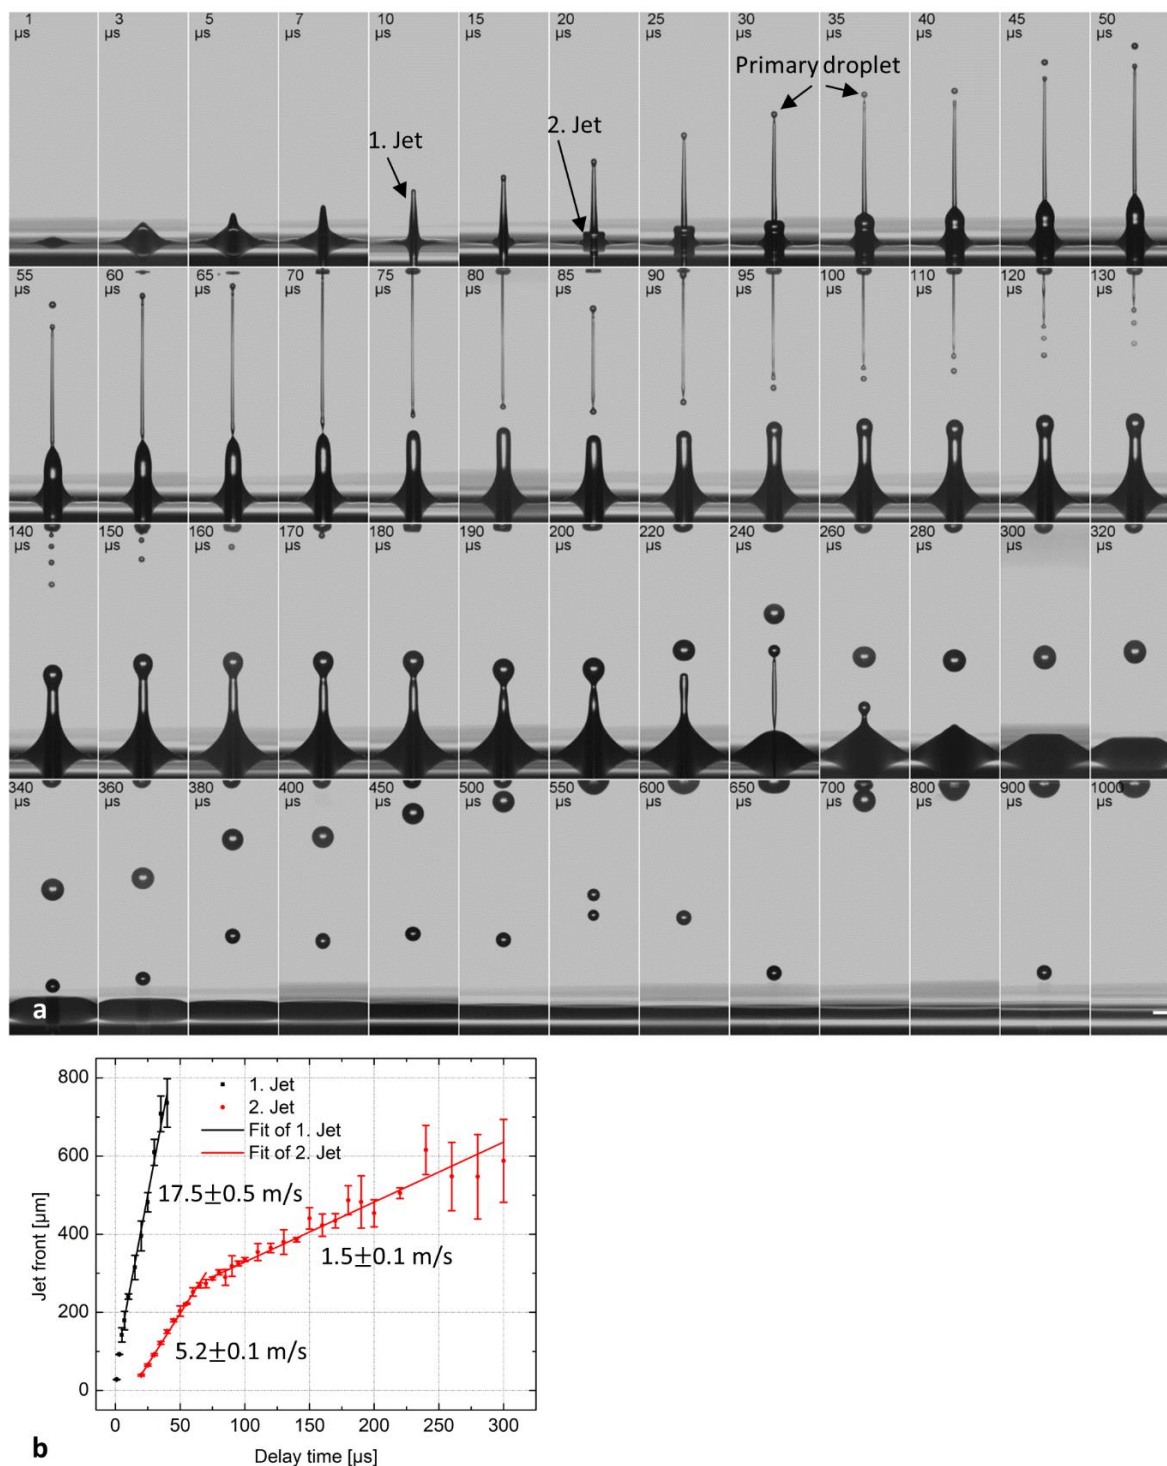 1 3 5 7 10 15 20 25 30 35 40 45 50
µs µs µs µs µs µs µs µs µs µs µs µs µs
Primary droplet
1. Jet
2. Jet
55 60 65 70 75 80 85 90 95 100 110 120 130
µs µs µs µs µs µs µs µs µs µs µs µs µs
140 150 160 170 180 190 200 220 240 260 280 300 320
µs µs µs µs µs µs µs µs µs µs µs µs µs
340 360 380 400 450 500 550 600 650 700 800 900 1000
µs µs µs µs µs µs µs µs µs µs µs µs µs
a
800
1. Jet
2. Jet
Fit of 1. Jet
Fit of 2. Jet
600
17.5±0.5 m/s
400
1.5±0.1 m/s
200
5.2±0.1 m/s
0
Jet front [µm]
0 50 100 150 200 250 300
Delay time [µs]
b